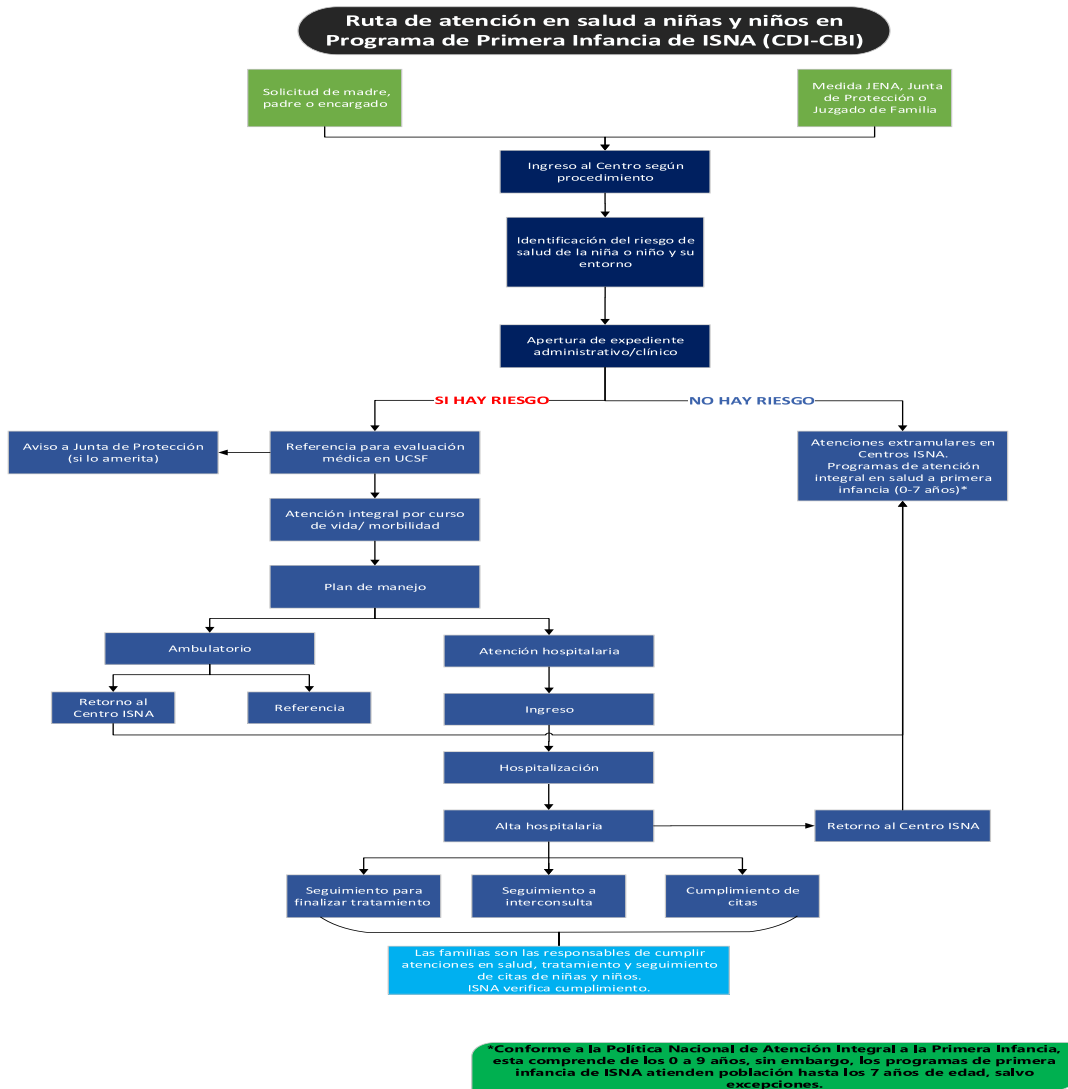 Ruta de atención en salud a niñas y niños en
Programa de Primera Infancia de ISNA (CDI-CBI)
Solicitud de madre,
padre o encargado
Medida JENA, Junta
de Protección o
Juzgado de Familia
Ingreso al Centro según
procedimiento
Identificación del riesgo de
salud de la niña o niño y su
entorno
Apertura de expediente
administrativo/clínico
SI HAY RIESGO
NO HAY RIESGO
Aviso a Junta de Protección
(si lo amerita)
Referencia para evaluación
médica en UCSF
Atenciones extramulares en
Centros ISNA.
Programas de atención
integral en salud a primera
infancia (0-7 años)*
Atención integral por curso
de vida/ morbilidad
Plan de manejo
Ambulatorio
Atención hospitalaria
Retorno al
Centro ISNA
Referencia
Ingreso
Hospitalización
Alta hospitalaria
Retorno al Centro ISNA
Seguimiento para
finalizar tratamiento
Seguimiento a
interconsulta
Cumplimiento de
citas
Las familias son las responsables de cumplir
atenciones en salud, tratamiento y seguimiento
de citas de niñas y niños.
ISNA verifica cumplimiento.
*Conforme a la Política Nacional de Atención Integral a la Primera Infancia,
esta comprende de los 0 a 9 años, sin embargo, los programas de primera
infancia de ISNA atienden población hasta los 7 años de edad, salvo
excepciones.